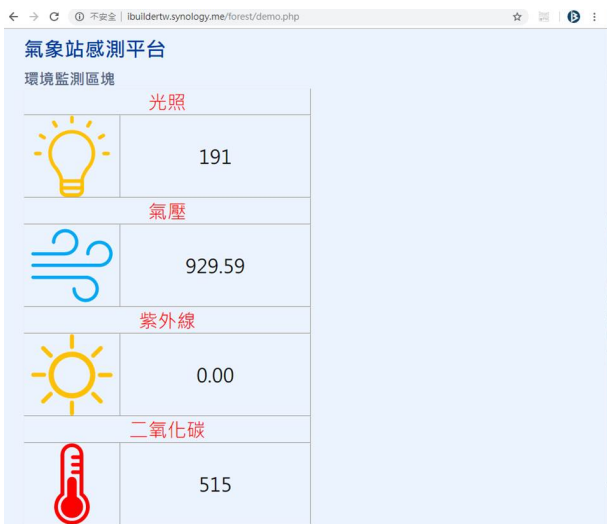 不安全 | ibuildertw.synology.me/forest/demo.php
氣象站感測平台
環境監測區塊
光照
191
氣壓
929.59
紫外線
0.00
二氧化碳
515